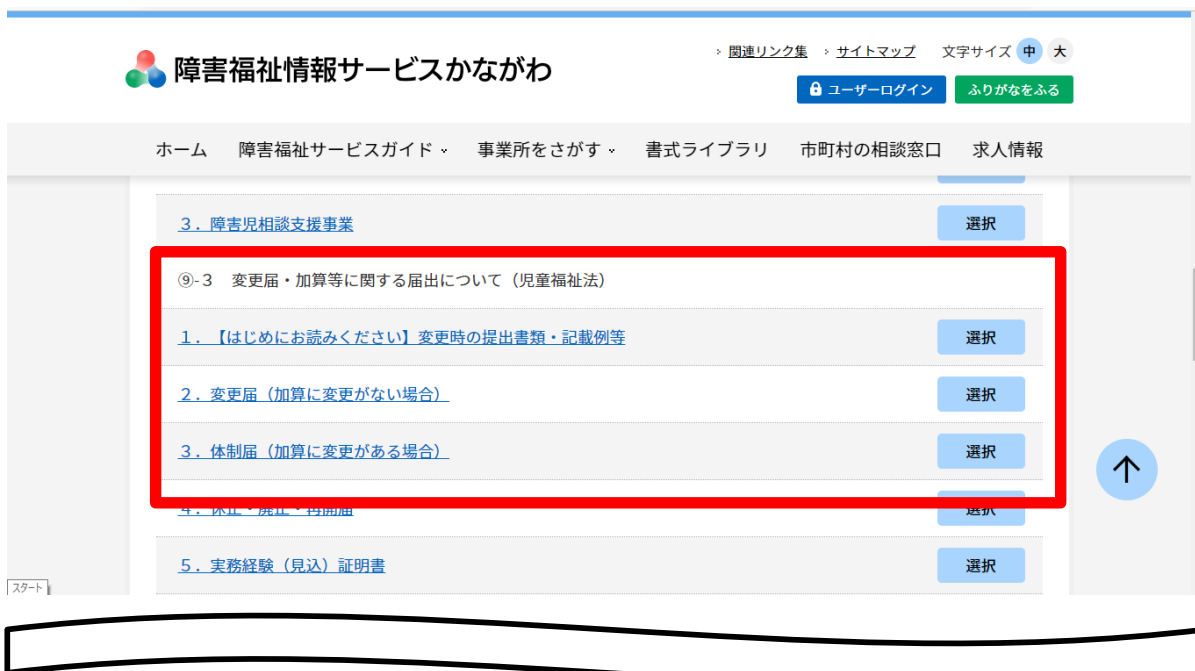 › 関連リンク集 › サイトマップ 文字サイズ 中 大
障害福祉情報サービスかながわ
ユーザーログイン ふりがなをふる
ホーム 障害福祉サービスガイド 事業所をさがす 書式ライブラリ 市町村の相談窓口 求人情報
３．障害児相談支援事業 選択
⑨-３　変更届・加算等に関する届出について（児童福祉法）
１．【はじめにお読みください】変更時の提出書類・記載例等 選択
２．変更届（加算に変更がない場合） 選択
３．体制届（加算に変更がある場合） 選択
４．休止・廃止・再開届 選択
５．実務経験（見込）証明書 選択
スタート